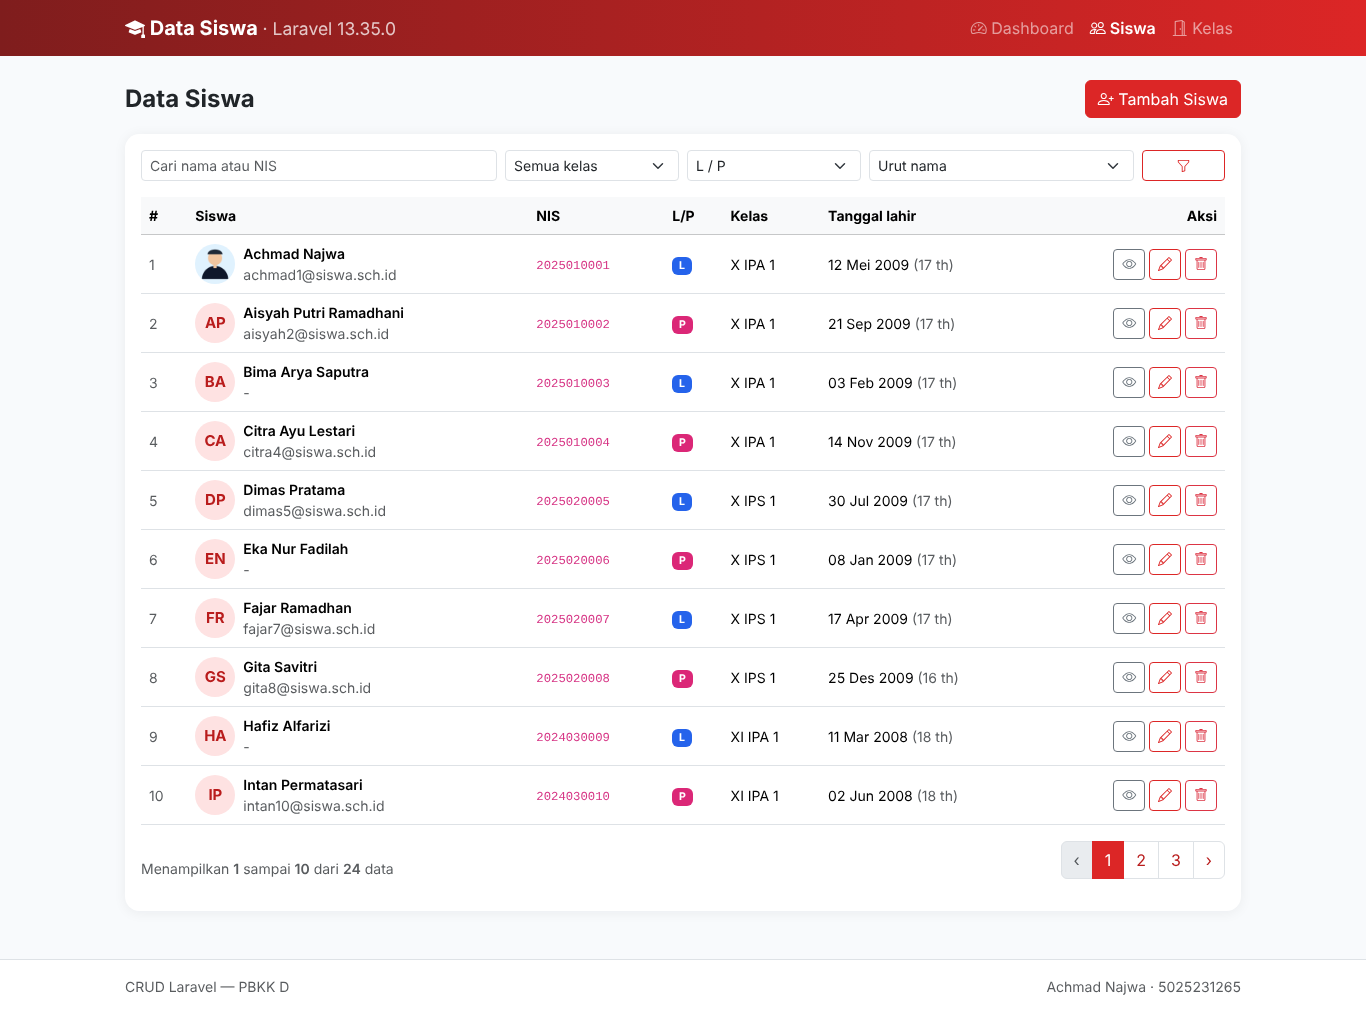 Data Siswa · Laravel 13.35.0
Dashboard Siswa Kelas
Data Siswa
Tambah Siswa
Cari nama atau NIS
Semua kelas
L / P
Urut nama
# Siswa NIS L/P Kelas Tanggal lahir Aksi
1 Achmad Najwa 2025010001 L X IPA 1 12 Mei 2009 (17 th)
achmad1@siswa.sch.id
2 AP Aisyah Putri Ramadhani 2025010002 P X IPA 1 21 Sep 2009 (17 th)
aisyah2@siswa.sch.id
3 BA Bima Arya Saputra 2025010003 L X IPA 1 03 Feb 2009 (17 th)
-
4 CA Citra Ayu Lestari 2025010004 P X IPA 1 14 Nov 2009 (17 th)
citra4@siswa.sch.id
5 DP Dimas Pratama 2025020005 L X IPS 1 30 Jul 2009 (17 th)
dimas5@siswa.sch.id
6 EN Eka Nur Fadilah 2025020006 P X IPS 1 08 Jan 2009 (17 th)
-
7 FR Fajar Ramadhan 2025020007 L X IPS 1 17 Apr 2009 (17 th)
fajar7@siswa.sch.id
8 GS Gita Savitri 2025020008 P X IPS 1 25 Des 2009 (16 th)
gita8@siswa.sch.id
9 HA Hafiz Alfarizi 2024030009 L XI IPA 1 11 Mar 2008 (18 th)
-
10 IP Intan Permatasari 2024030010 P XI IPA 1 02 Jun 2008 (18 th)
intan10@siswa.sch.id
Menampilkan 1 sampai 10 dari 24 data
‹ 1 2 3 ›
CRUD Laravel — PBKK D
Achmad Najwa · 5025231265